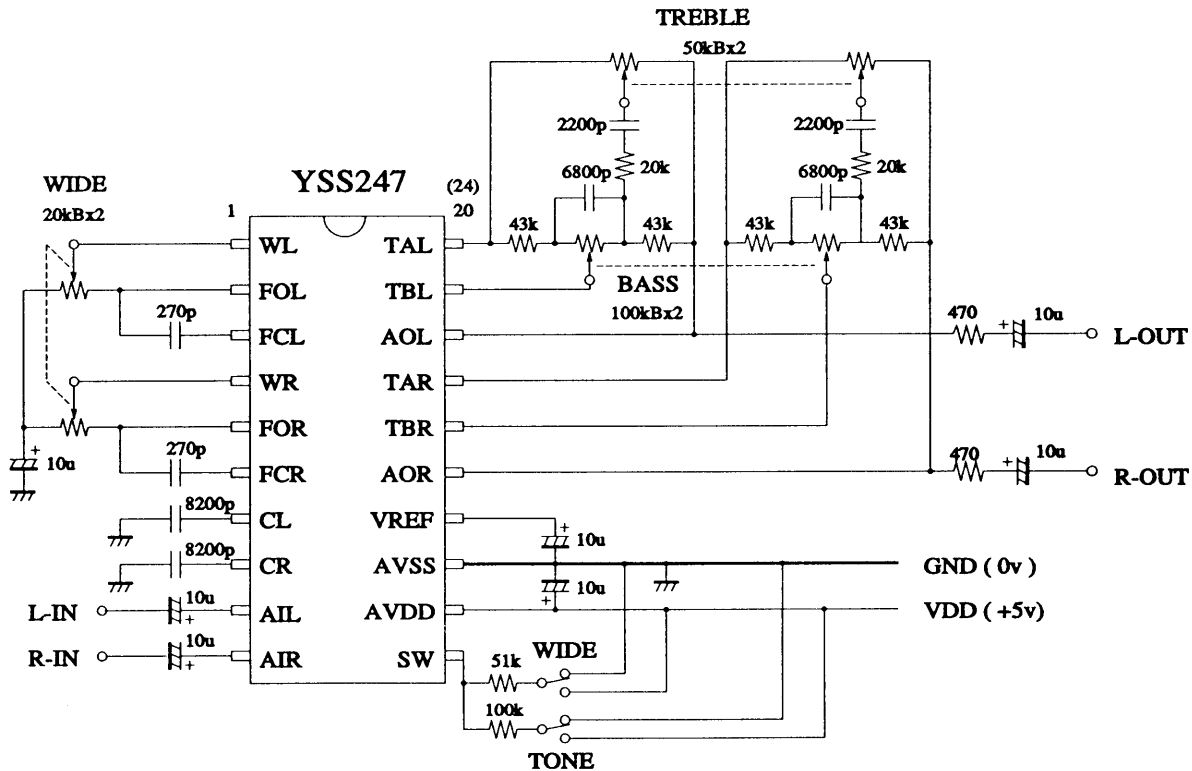 TREBLE
50kBx2
2200p
2200p
20k
20k
6800p
6800p
WIDE
20kBx2
YSS247
(24)
1
20
43k
43k
43k
43k
WL
TAL
FOL
TBL
BASS
100kBx2
270p
FCL
AOL
470
+
10u
L-OUT
WR
TAR
FOR
TBR
+
10u
270p
FCR
AOR
470
+
10u
R-OUT
8200p
CL
VREF
+
10u
8200p
CR
AVSS
GND ( 0v )
10u
+
L-IN
10u
+
AIL
AVDD
VDD ( +5v)
R-IN
10u
+
AIR
SW
WIDE
51k
100k
TONE